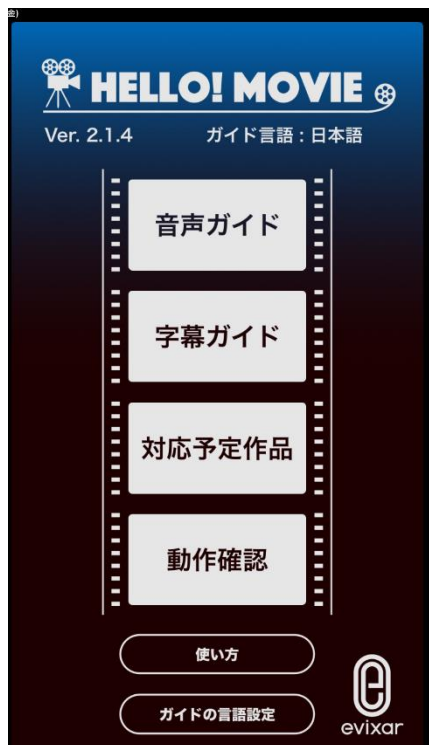 金)
HELLO! MOVIE
Ver. 2.1.4 ガイド言語 : 日本語
音声ガイド
字幕ガイド
対応予定作品
動作確認
使い方
ガイドの言語設定
evixar